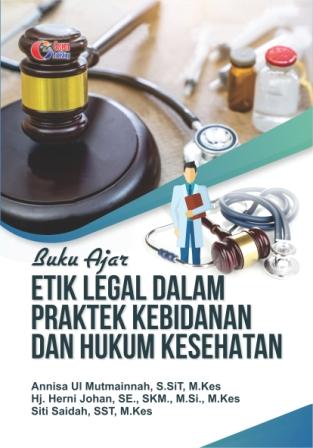 Buku Ajar
ETIK LEGAL DALAM
PRAKTEK KEBIDANAN
DAN HUKUM KESEHATAN
Annisa Ul Mutmainnah, S.SiT, M.Kes
Hj. Herni Johan, SE., SKM., M.Si., M.Kes
Siti Saidah, SST, M.Kes